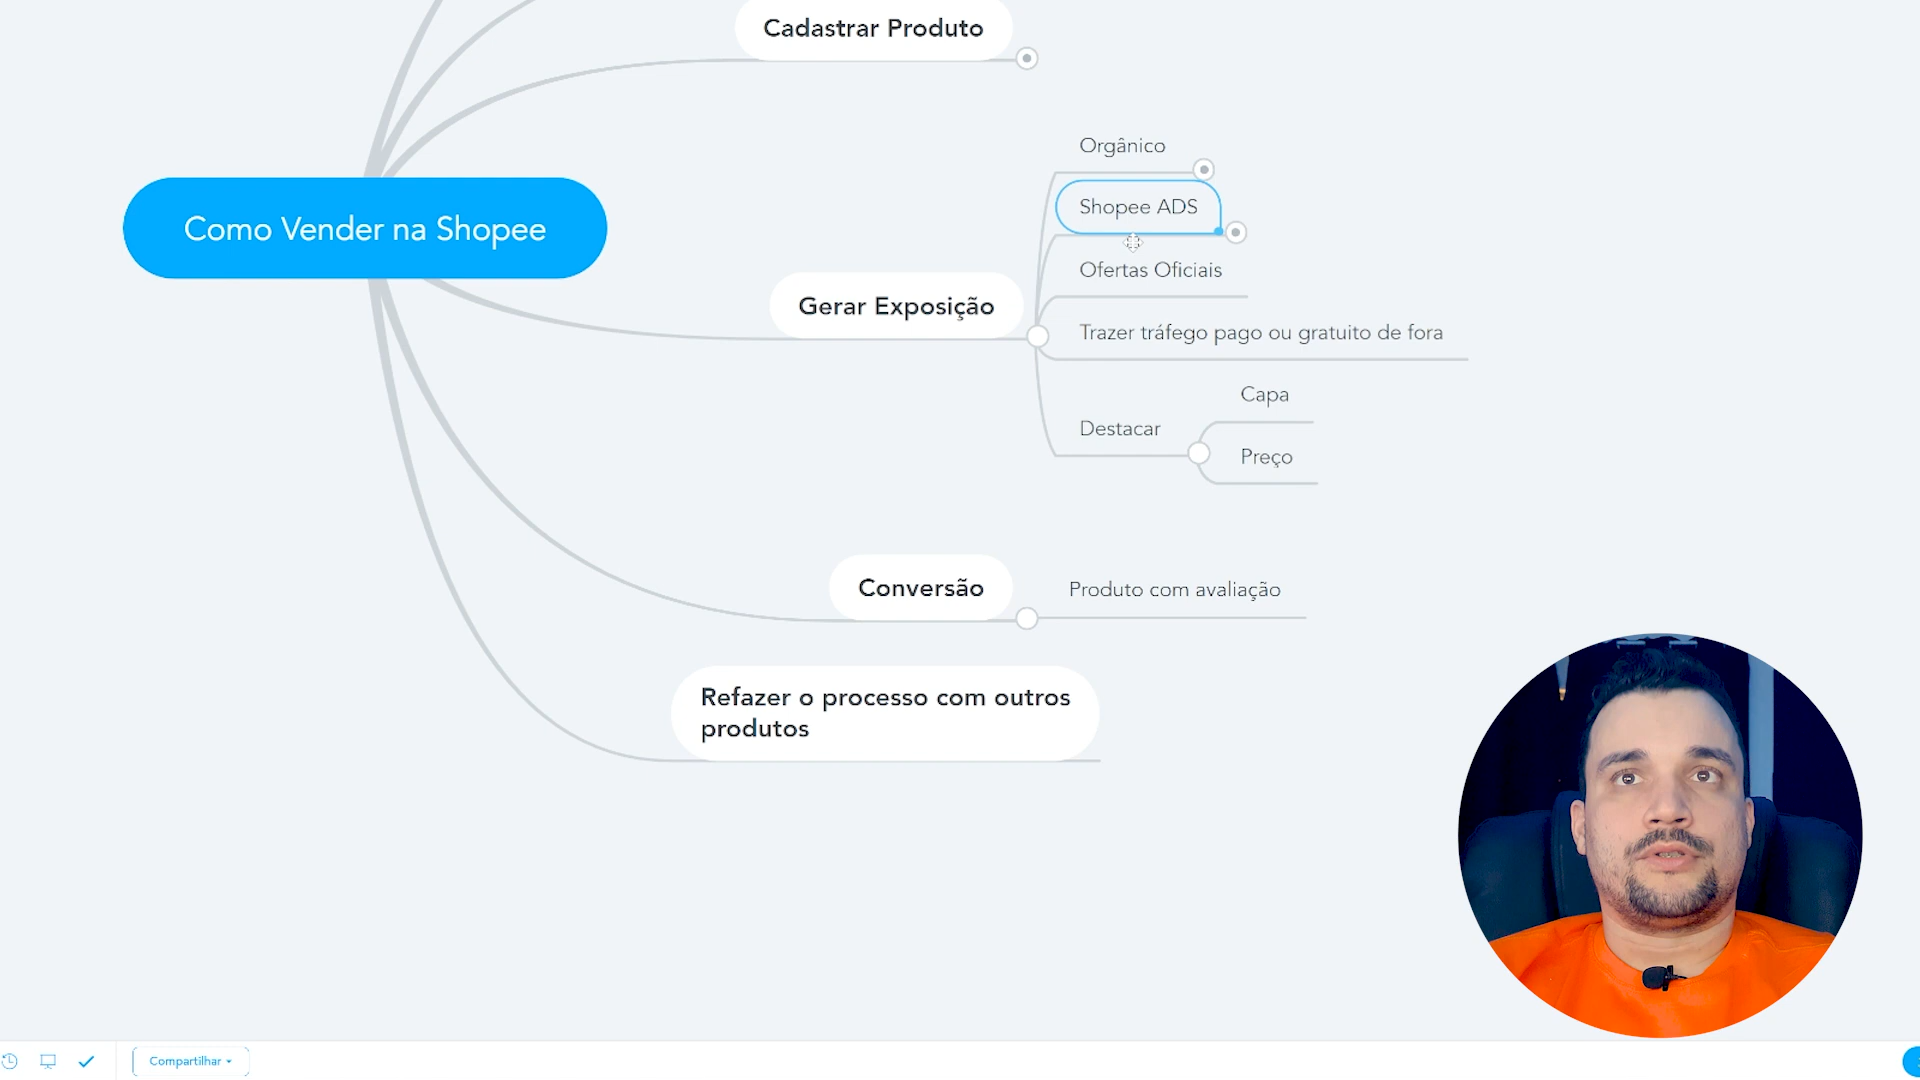 Cadastrar Produto
Orgânico
Shopee ADS
Como Vender na Shopee
Ofertas Oficiais
Gerar Exposição
Trazer tráfego pago ou gratuito de fora
Capa
Destacar
Preço
Conversão
Produto com avaliação
Refazer o processo com outros
produtos
Compartilhar